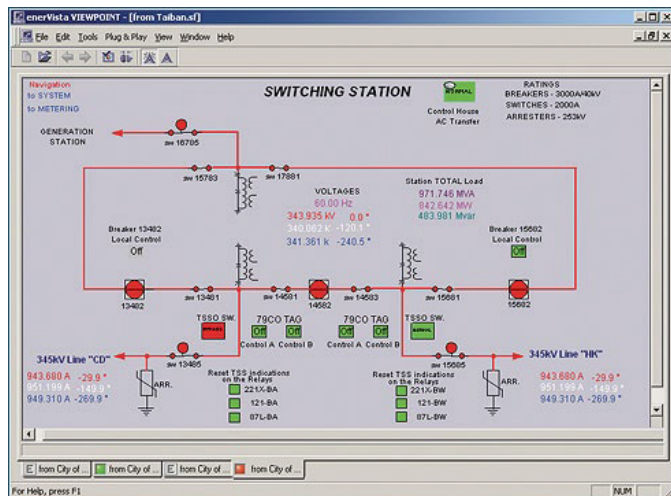 enerVista VIEWPOINT - [from Taiban.sf]
File Edit Tools Plug & Play View Window Help
Navigation
to SYSTEM
to METERING
SWITCHING STATION
NORMAL
Control House
AC Transfer
RATINGS
BREAKERS - 3000A/40kV
SWITCHES - 2000A
ARRESTERS - 253kV
GENERATION
STATION
SW 16785
SW 15783
SW 17881
VOLTAGES
60.00 Hz
343.935 kV 0.0 °
340.062 k -120.1 °
341.361 k -240.5 °
Station TOTAL Load
971.746 MVA
842.642 MW
483.981 Mvar
Breaker 13482
Local Control
Off
Breaker 15682
Local Control
Off
13482
SW 13481
SW 14581
14582
SW 14583
SW 15681
15682
TSSO SW.
79CO TAG
Off Off
Control A Control B
79CO TAG
Off Off
Control A Control B
TSSO SW.
NORMAL
345kV Line "CD"
SW 13485
SW 15685
345kV Line "HK"
943.680 A -29.9 °
951.199 A -149.9 °
949.310 A -269.9 °
ARR.
Reset TSS indications
on the Relays
221X-BA
121-BA
87L-BA
Reset TSS indications
on the Relays
221X-BW
121-BW
87L-BW
ARR.
943.680 A -29.9 °
951.199 A -149.9 °
949.310 A -269.9 °
from City of ... from City of ... from City of ... from City of ...
For Help, press F1
NUM